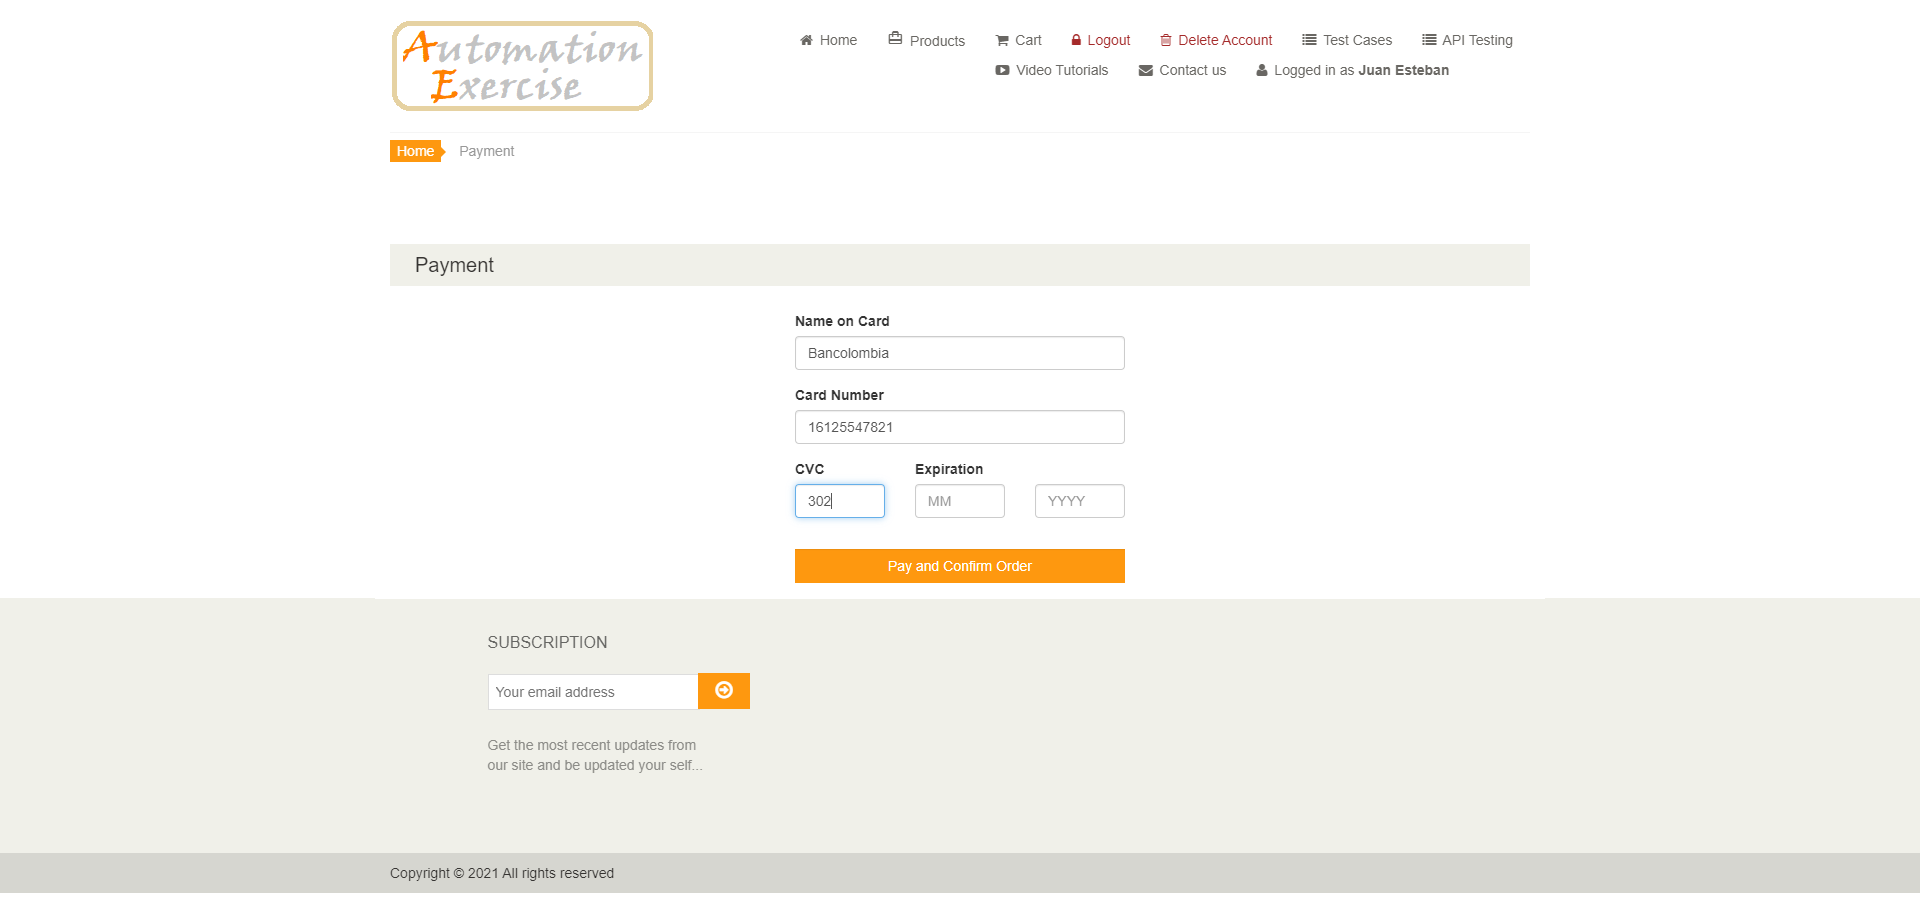 Automation
Exercise
Home Products Cart Logout Delete Account Test Cases API Testing
Video Tutorials Contact us Logged in as Juan Esteban
Home Payment
Payment
Name on Card
Bancolombia
Card Number
16125547821
CVC Expiration
302 MM YYYY
Pay and Confirm Order
SUBSCRIPTION
Your email address
Get the most recent updates from
our site and be updated your self...
Copyright © 2021 All rights reserved